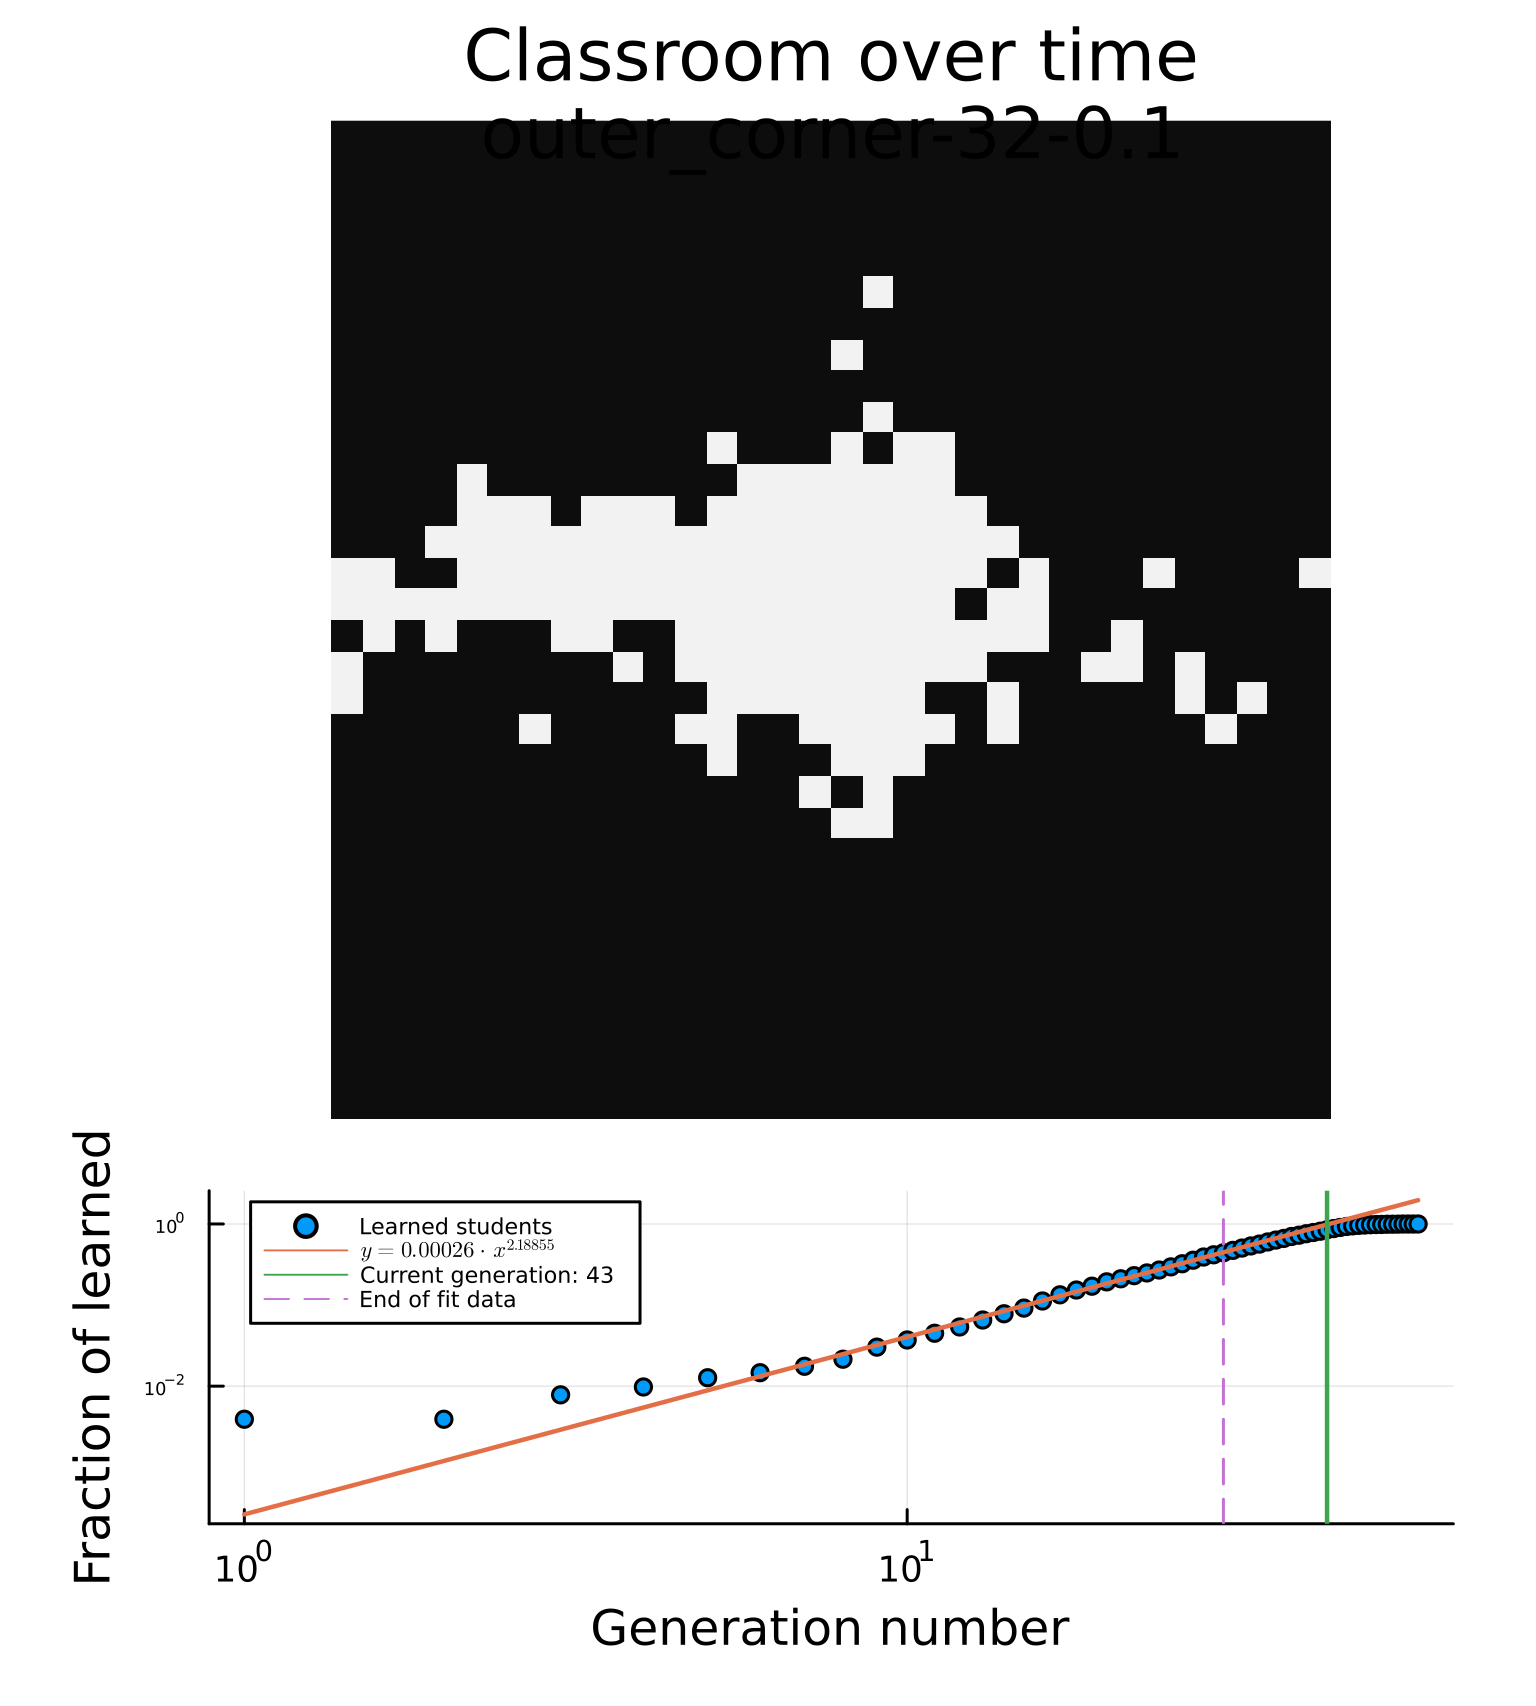 Classroom over time
outer_corner-32-0.1
Fraction of learned
10⁰
10⁻²
Learned students
y = 0.00026 · x^2.18855
Current generation: 43
End of fit data
10⁰
10¹
Generation number